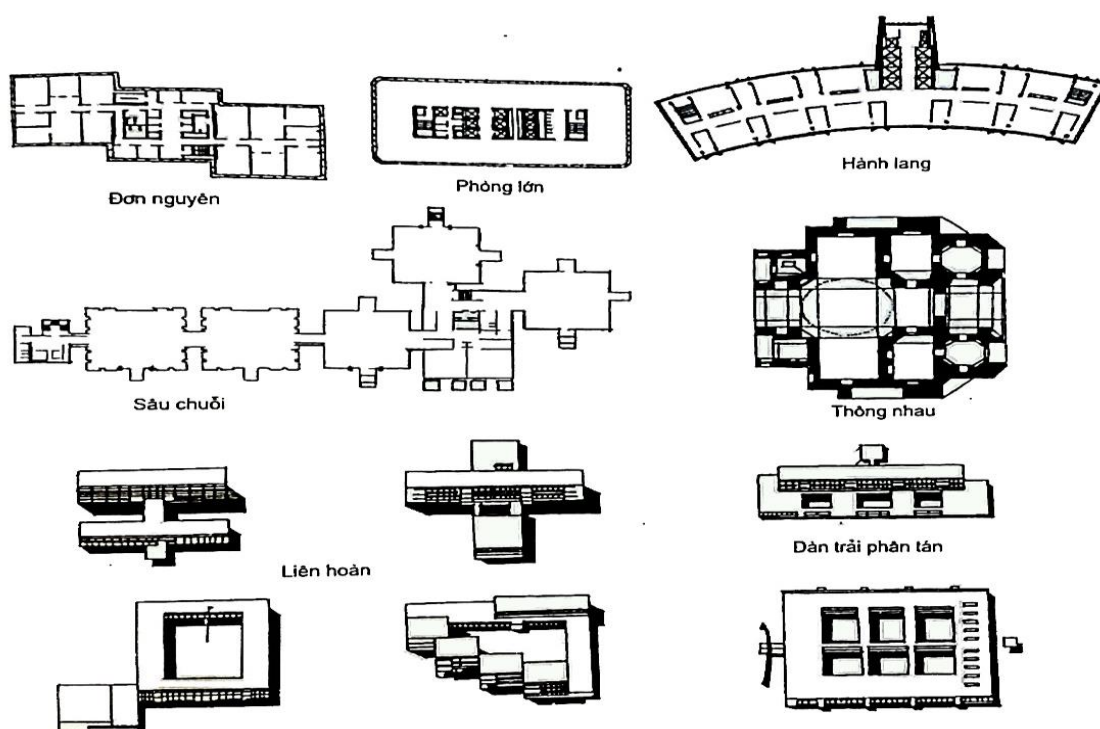 Đơn nguyên
Phòng lớn
Hành lang
Sâu chuỗi
Thông nhau
Liên hoàn
Dàn trải phân tán